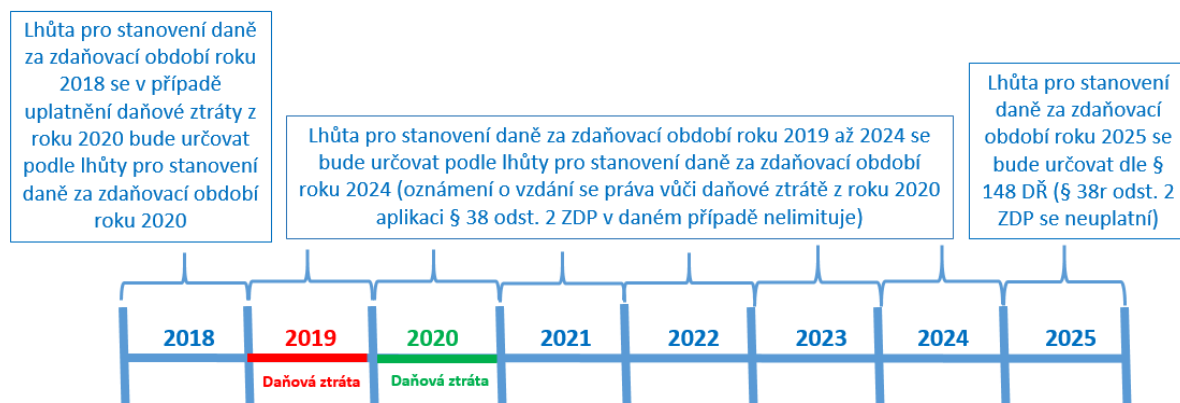 Lhůta pro stanovení daně
za zdaňovací období roku
2018 se v případě
uplatnění daňové ztráty z
roku 2020 bude určovat
podle lhůty pro stanovení
daně za zdaňovací období
roku 2020
Lhůta pro stanovení daně za zdaňovací období roku 2019 až 2024 se
bude určovat podle lhůty pro stanovení daně za zdaňovací období
roku 2024 (oznámení o vzdání se práva vůči daňové ztrátě z roku 2020
aplikaci § 38 odst. 2 ZDP v daném případě nelimituje)
Lhůta pro stanovení
daně za zdaňovací
období roku 2025 se
bude určovat dle §
148 DŘ (§ 38r odst. 2
ZDP se neuplatní)
2018 2019 2020 2021 2022 2023 2024 2025
Daňová ztráta Daňová ztráta